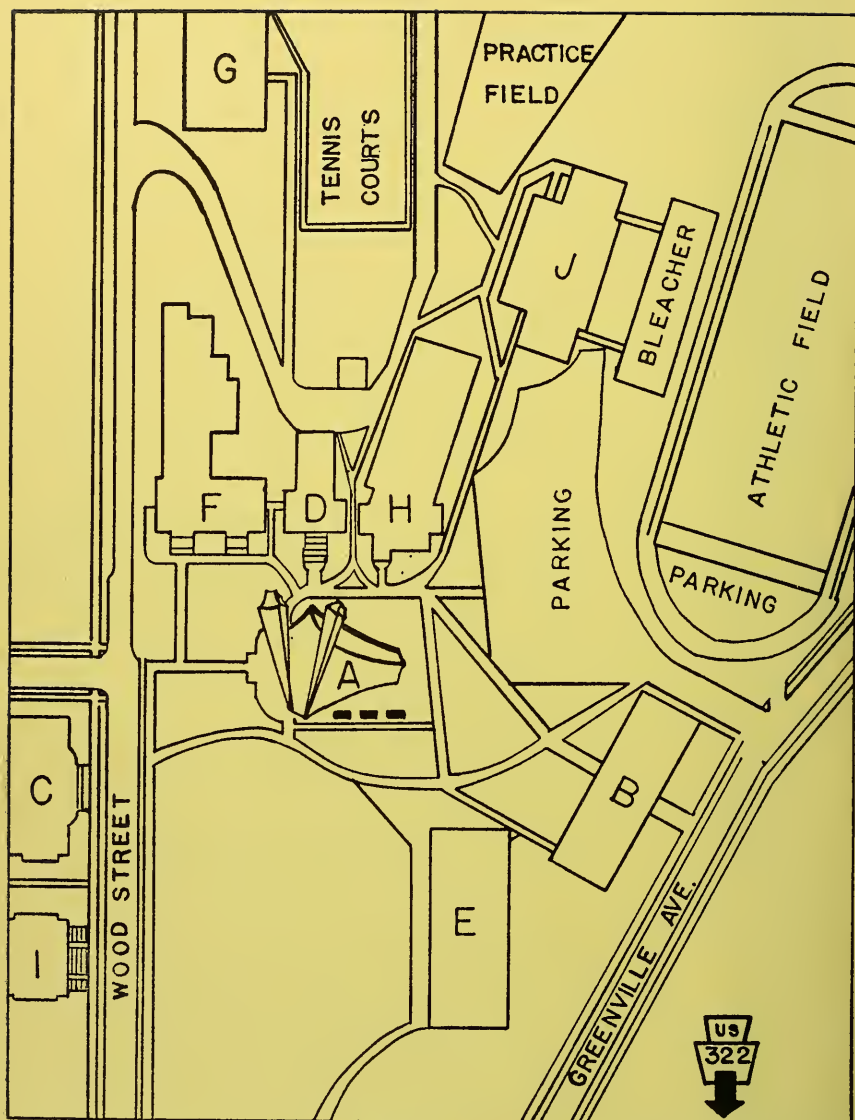 G
TENNIS
COURTS
PRACTICE
FIELD
J
BLEACHER
ATHLETIC FIELD
F
D
H
PARKING
PARKING
A
C
B
I
WOOD STREET
E
GREENVILLE AVE.
US
322